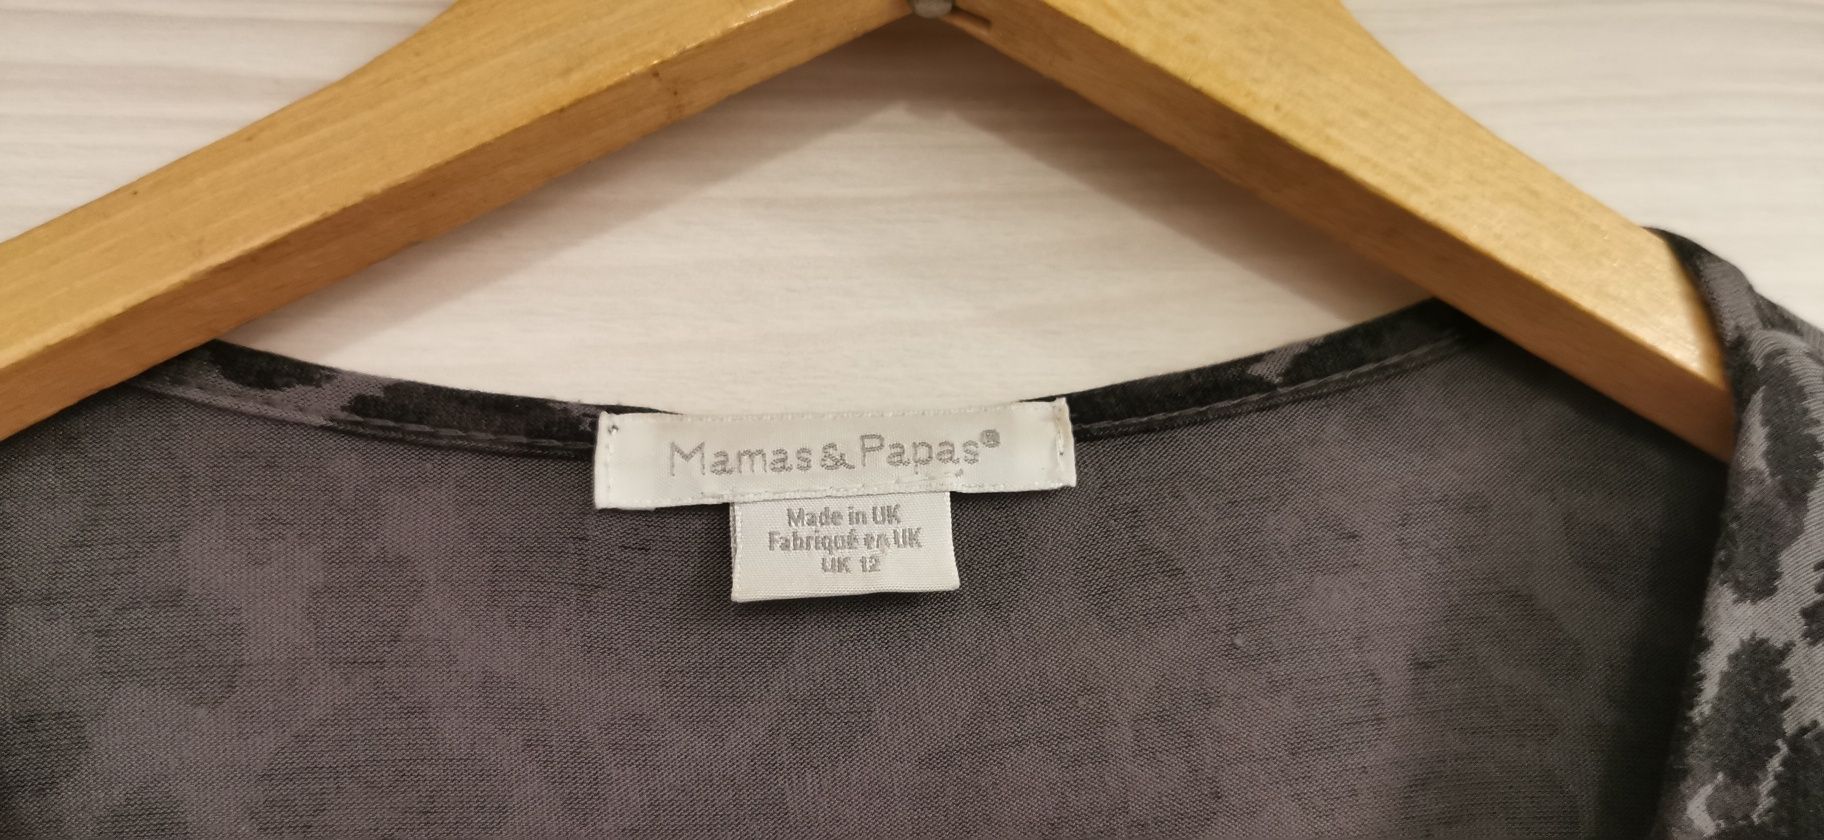 Mamas & Papas®
Made in UK
Fabriqué en UK
UK 12